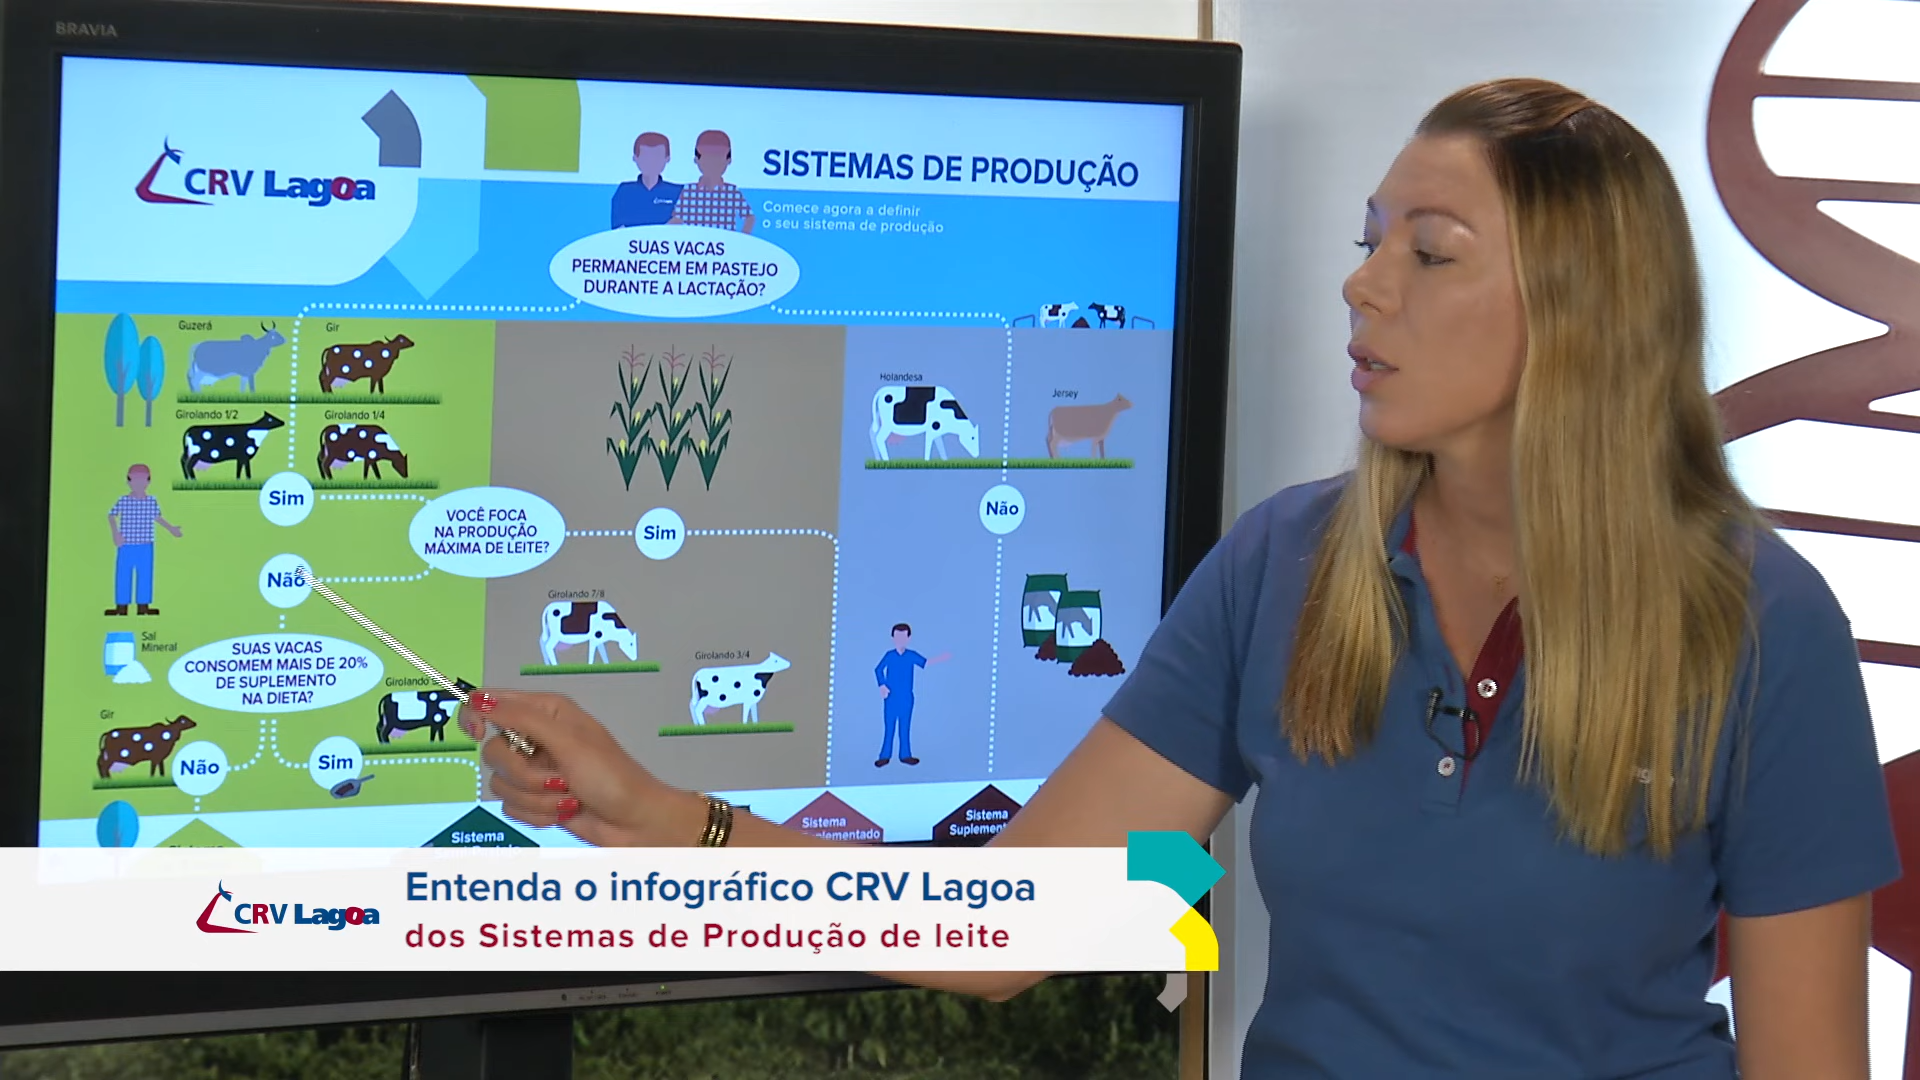 BRAVIA
CRV Lagoa
SISTEMAS DE PRODUÇÃO
Comece agora a definir
o seu sistema de produção
SUAS VACAS
PERMANECEM EM PASTEJO
DURANTE A LACTAÇÃO?
Guzerá
Gir
Girolando 1/2
Girolando 1/4
Holandesa
Jersey
Sim
VOCÊ FOCA
NA PRODUÇÃO
MÁXIMA DE LEITE?
Sim
Não
Não
Girolando 7/8
Girolando 3/4
Sal
Mineral
SUAS VACAS
CONSOMEM MAIS DE 20%
DE SUPLEMENTO
NA DIETA?
Girolando
Gir
Não
Sim
Sistema
Sistema
Sistema
CRV Lagoa
Entenda o infográfico CRV Lagoa
dos Sistemas de Produção de leite